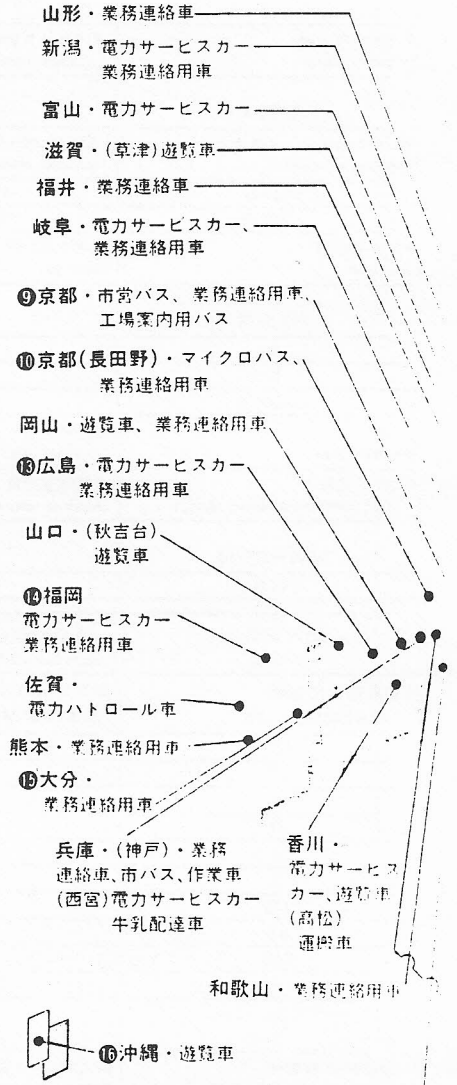 山形・業務連絡車
新潟・電力サービスカー
業務連絡用車
富山・電力サービスカー
滋賀・(草津)遊覧車
福井・業務連絡車
岐阜・電力サービスカー、
業務連絡用車
❾京都・市営バス、業務連絡用車、
工場案内用バス
❿京都(長田野)・マイクロバス、
業務連絡用車
岡山・遊覧車、業務連絡用車
⓭広島・電力サービスカー
業務連絡用車
山口・(秋吉台)
遊覧車
⓮福岡
電力サービスカー
業務連絡用車
佐賀・
電力パトロール車
熊本・業務連絡用車
⓯大分・
業務連絡用車
兵庫・(神戸)・業務
連絡車、市バス、作業車
(西宮)電力サービスカー
牛乳配達車
香川・
電力サービス
カー、遊覧車
(高松)
運搬車
和歌山・業務連絡用車
⓰沖縄・遊覧車